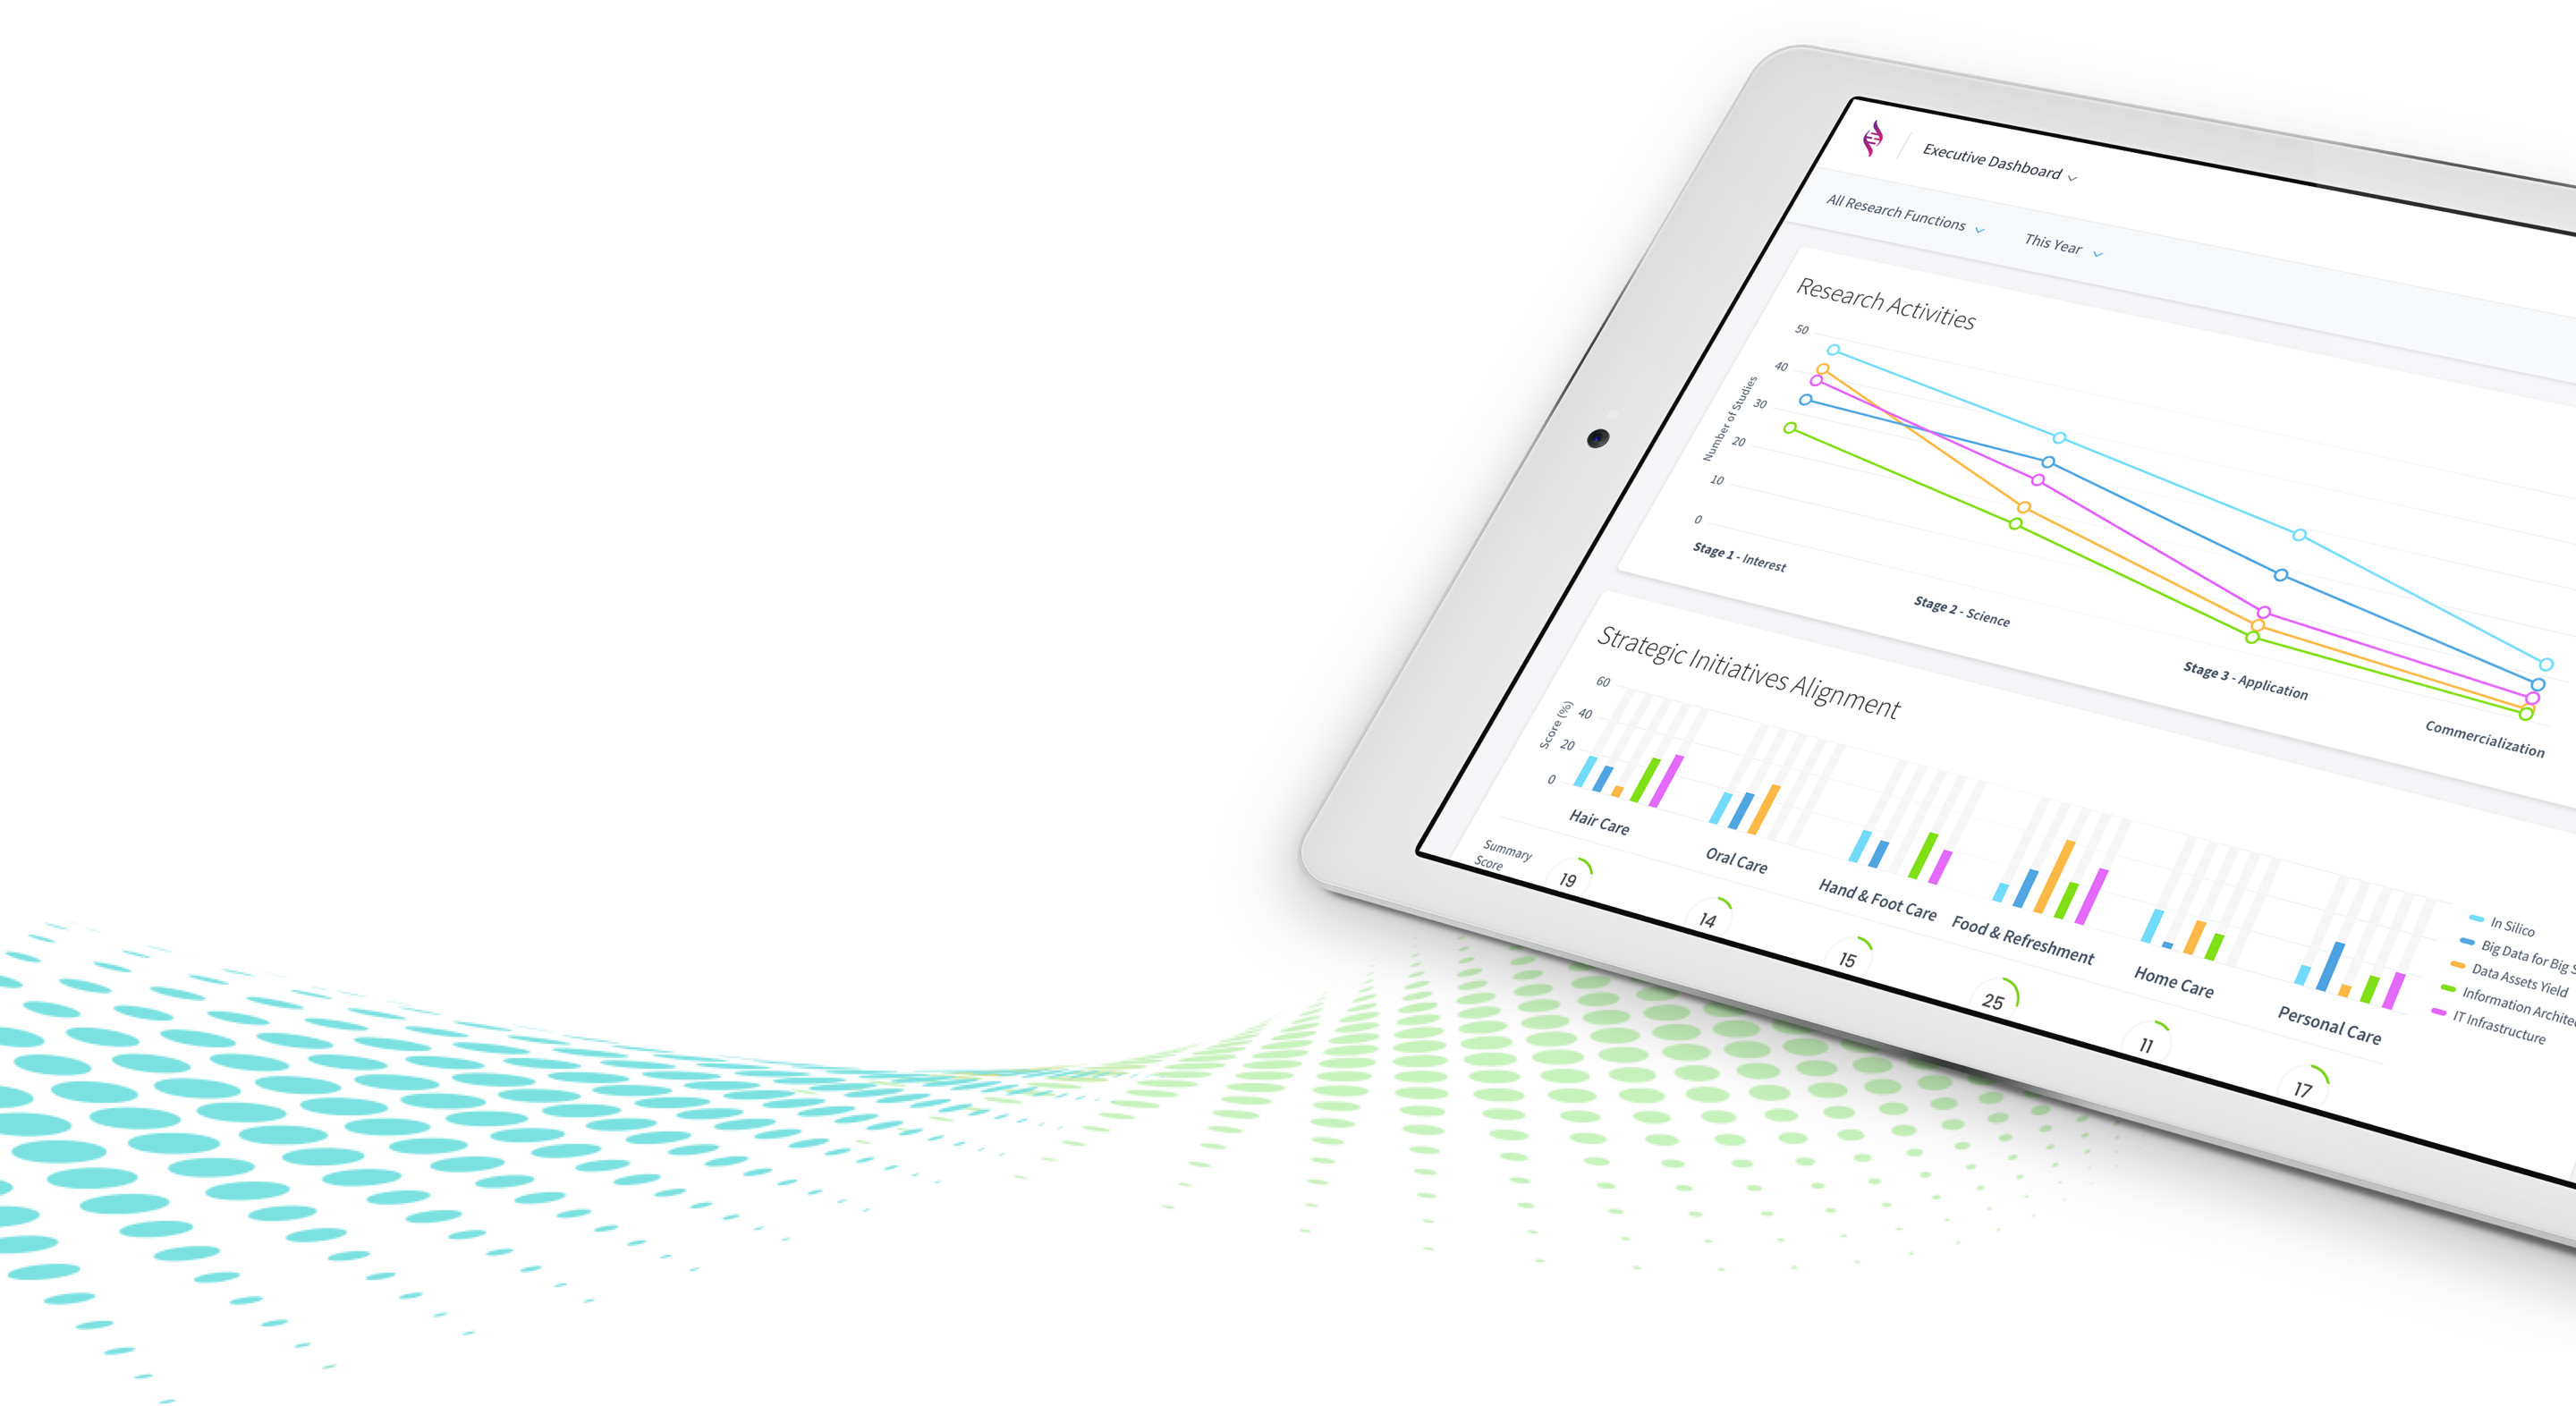 Executive Dashboard
All Research Functions
This Year
Research Activities
50
40
30
20
10
0
Number of Studies
Stage 1 - Interest
Stage 2 - Science
Stage 3 - Application
Commercialization
Strategic Initiatives Alignment
60
40
20
0
Score (%)
Hair Care
Oral Care
Hand & Foot Care
Food & Refreshment
Home Care
Personal Care
In Silico
Big Data for Big
Data Assets Yield
Information
IT Infrastructure
Summary
Score
19
14
15
25
11
17